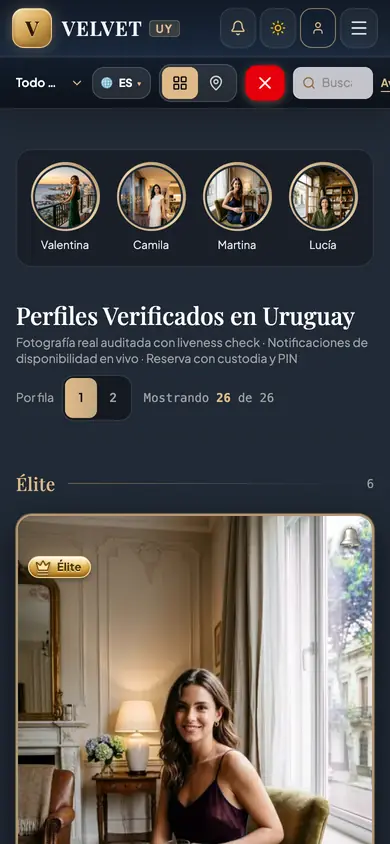 V VELVET UY
Todo ... ES Busc
Valentina Camila Martina Lucía
Perfiles Verificados en Uruguay
Fotografía real auditada con liveness check · Notificaciones de
disponibilidad en vivo · Reserva con custodia y PIN
Por fila 1 2 Mostrando 26 de 26
Élite 6
Élite